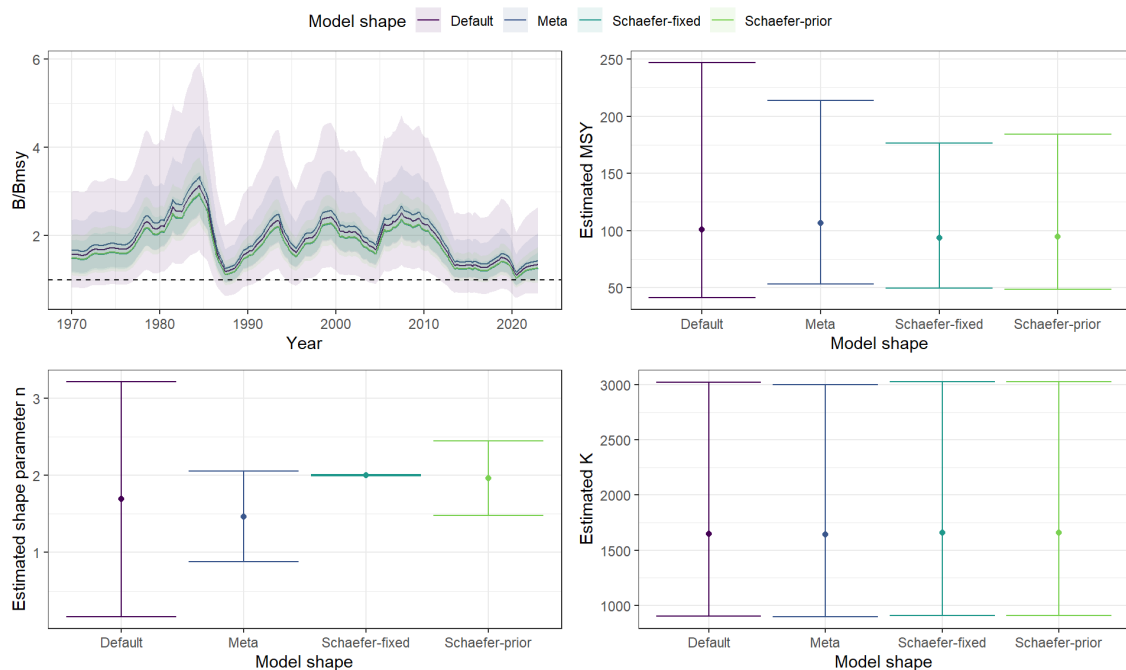 Model shape Default Meta Schaefer-fixed Schaefer-prior
B/Bmsy
6
4
2
1970 1980 1990 2000 2010 2020
Year
Estimated MSY
250
200
150
100
50
Default Meta Schaefer-fixed Schaefer-prior
Model shape
Estimated shape parameter n
3
2
1
Default Meta Schaefer-fixed Schaefer-prior
Model shape
Estimated K
3000
2500
2000
1500
1000
Default Meta Schaefer-fixed Schaefer-prior
Model shape